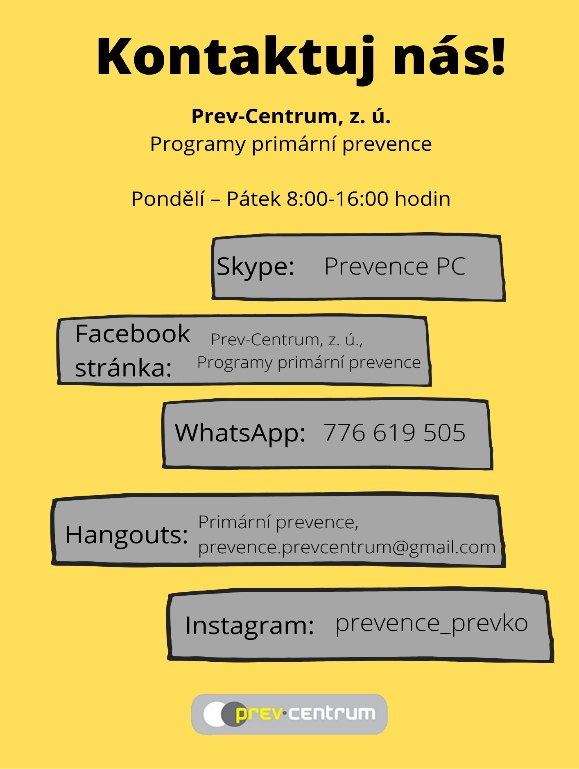 Kontaktuj nás!
Prev-Centrum, z. ú.
Programy primární prevence
Pondělí – Pátek 8:00-16:00 hodin
Skype: Prevence PC
Facebook stránka:
Prev-Centrum, z. ú.,
Programy primární prevence
WhatsApp: 776 619 505
Hangouts:
Primární prevence,
prevence.prevcentrum@gmail.com
Instagram: prevence_prevko
prev-centrum